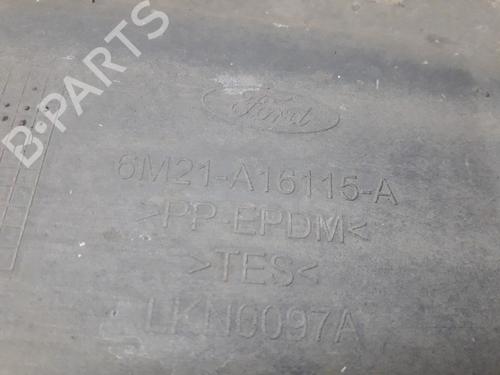 B-PARTS
Ford
6M21-A16115-A
>PP-EPDM<
>TES<
LKN0097A